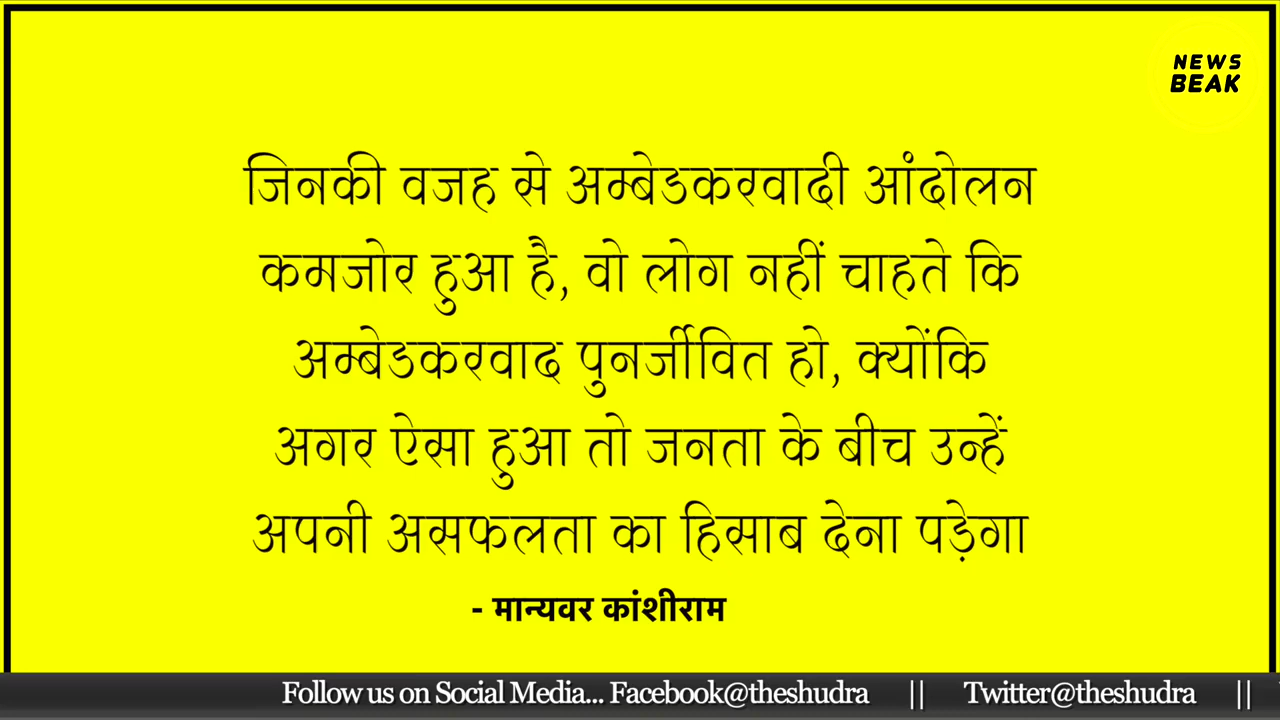 NEWS
BEAK
जिनकी वजह से अम्बेडकरवादी आंदोलन
कमजोर हुआ है, वो लोग नहीं चाहते कि
अम्बेडकरवाद पुनर्जीवित हो, क्योंकि
अगर ऐसा हुआ तो जनता के बीच उन्हें
अपनी असफलता का हिसाब देना पड़ेगा
- मान्यवर कांशीराम
Follow us on Social Media... Facebook@theshudra || Twitter@theshudra ||